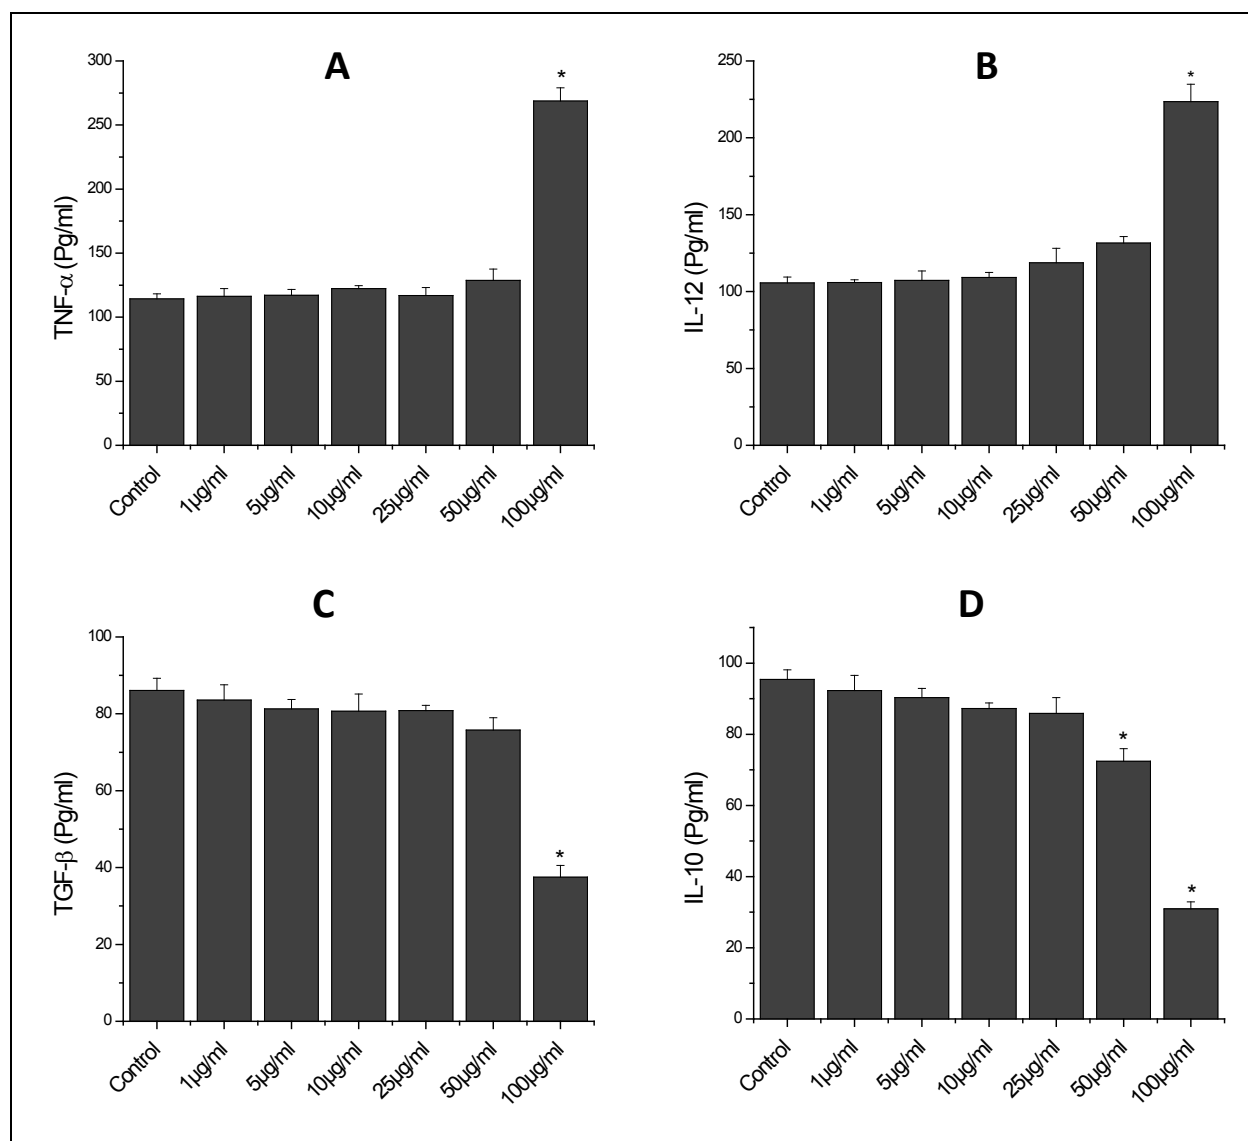 A
*
300
250
200
150
100
50
0
TNF-α (Pg/ml)
Control
1µg/ml
5µg/ml
10µg/ml
25µg/ml
50µg/ml
100µg/ml
B
*
250
200
150
100
50
0
IL-12 (Pg/ml)
Control
1µg/ml
5µg/ml
10µg/ml
25µg/ml
50µg/ml
100µg/ml
C
100
80
60
40
20
0
*
TGF-β (Pg/ml)
Control
1µg/ml
5µg/ml
10µg/ml
25µg/ml
50µg/ml
100µg/ml
D
100
80
60
40
20
0
*
*
IL-10 (Pg/ml)
Control
1µg/ml
5µg/ml
10µg/ml
25µg/ml
50µg/ml
100µg/ml